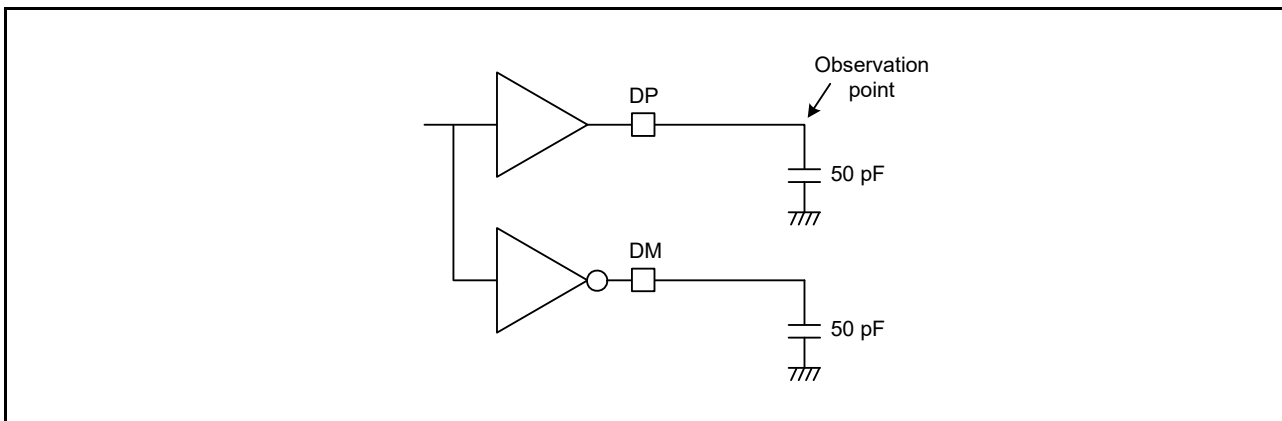 Observation
point
DP
50 pF
DM
50 pF